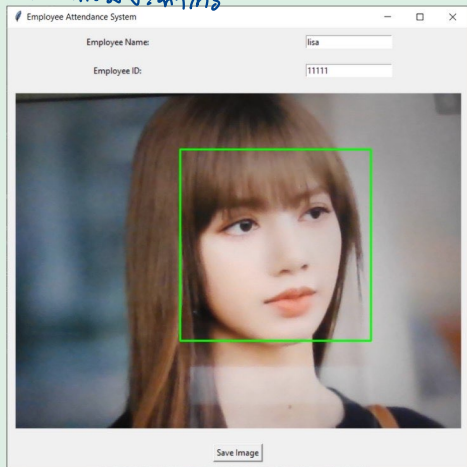 Employee Attendance System
Employee Name:
lisa
Employee ID:
11111
Save Image